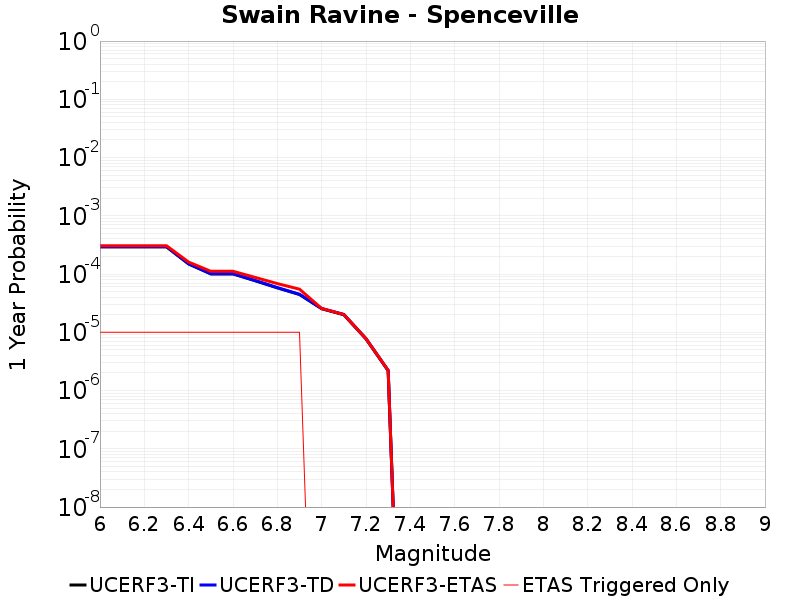 Swain Ravine - Spenceville
10^0
10^-1
10^-2
10^-3
10^-4
10^-5
10^-6
10^-7
10^-8
1 Year Probability
6 6.2 6.4 6.6 6.8 7 7.2 7.4 7.6 7.8 8 8.2 8.4 8.6 8.8 9
Magnitude
UCERF3-TI UCERF3-TD UCERF3-ETAS ETAS Triggered Only